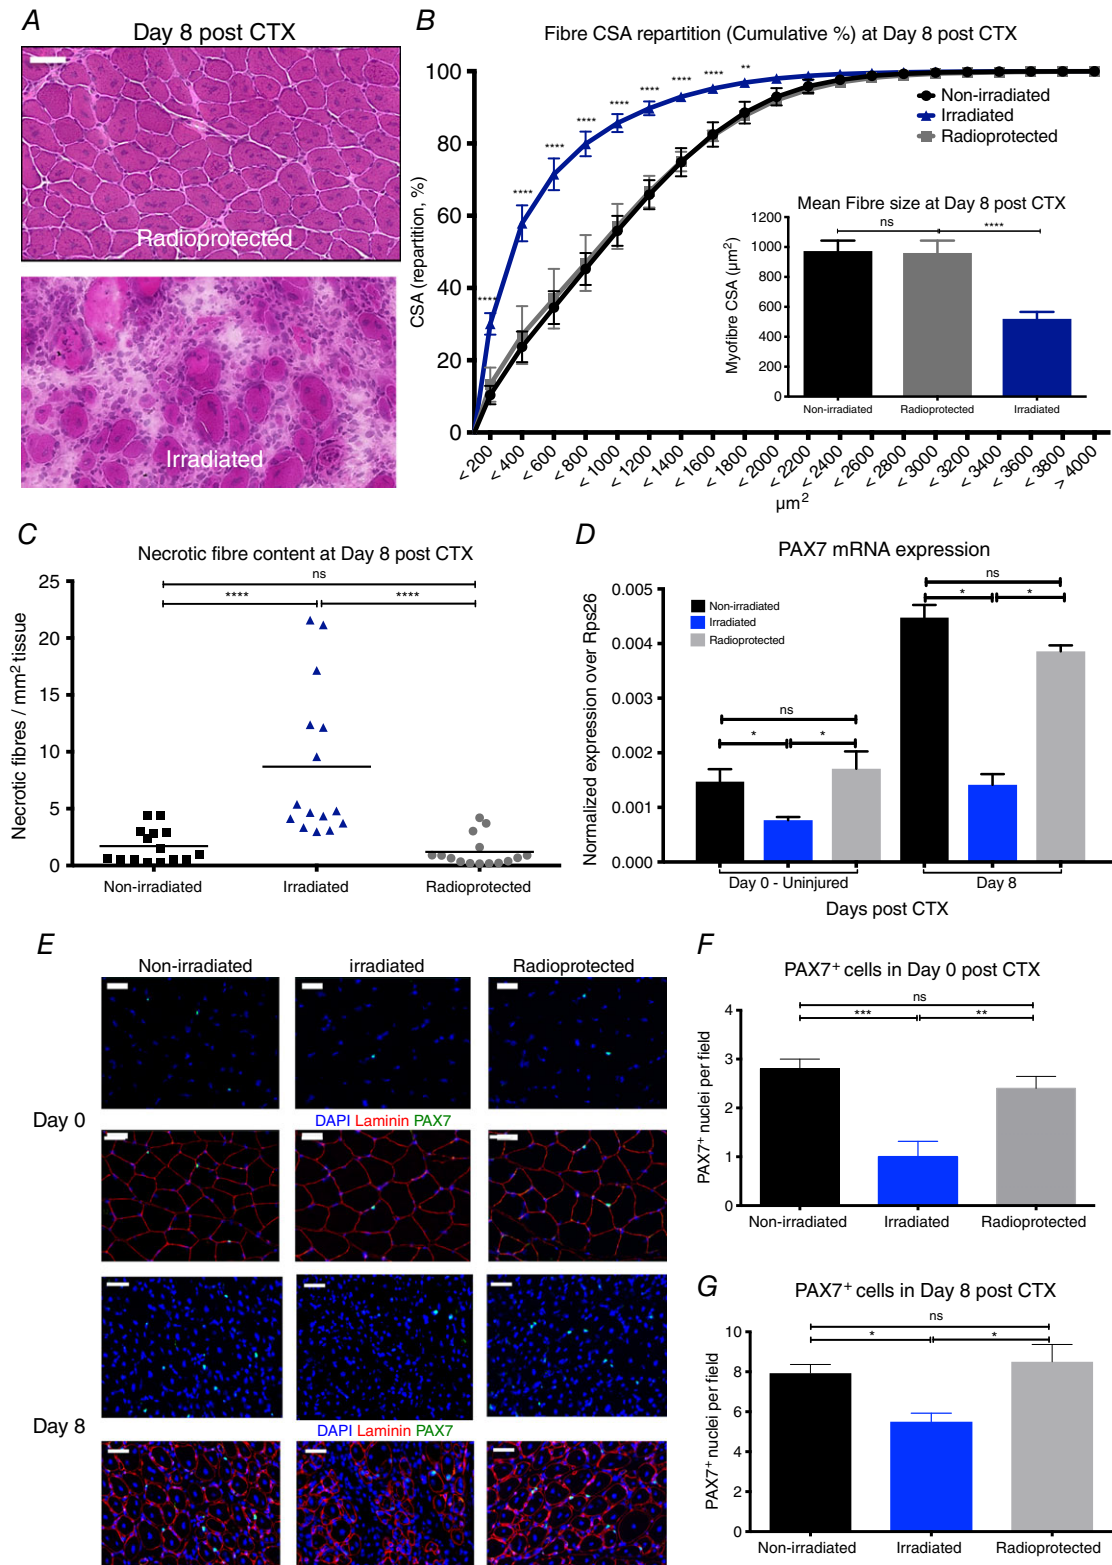 A
Day 8 post CTX
Radioprotected
Irradiated
B
Fibre CSA repartition (Cumulative %) at Day 8 post CTX
CSA (repartition, %)
100
80
60
40
20
0
****
****
****
****
****
****
****
****
**
Non-irradiated
Irradiated
Radioprotected
< 200
< 400
< 600
< 800
< 1000
< 1200
< 1400
< 1600
< 1800
< 2000
< 2200
< 2400
< 2600
< 2800
< 3000
< 3200
< 3400
< 3600
< 3800
> 4000
µm²
Mean Fibre size at Day 8 post CTX
Myofibre CSA (µm²)
1200
1000
800
600
400
200
0
ns
****
Non-irradiated
Radioprotected
Irradiated
C
Necrotic fibre content at Day 8 post CTX
Necrotic fibres / mm² tissue
25
20
15
10
5
0
ns
****
****
Non-irradiated
Irradiated
Radioprotected
D
PAX7 mRNA expression
Normalized expression over Rps26
0.005
0.004
0.003
0.002
0.001
0.000
Non-irradiated
Irradiated
Radioprotected
ns
*
*
ns
*
*
Day 0 - Uninjured
Day 8
Days post CTX
E
Non-irradiated
irradiated
Radioprotected
Day 0
DAPI Laminin PAX7
Day 8
DAPI Laminin PAX7
F
PAX7⁺ cells in Day 0 post CTX
PAX7⁺ nuclei per field
4
3
2
1
0
ns
***
**
Non-irradiated
Irradiated
Radioprotected
G
PAX7⁺ cells in Day 8 post CTX
PAX7⁺ nuclei per field
10
8
6
4
2
0
ns
*
*
Non-irradiated
Irradiated
Radioprotected